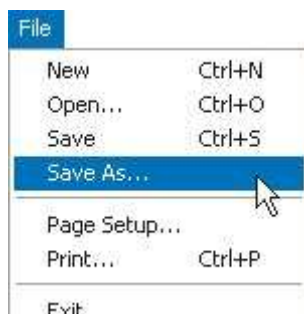 File
New Ctrl+N
Open... Ctrl+O
Save Ctrl+S
Save As...
Page Setup...
Print... Ctrl+P
Exit